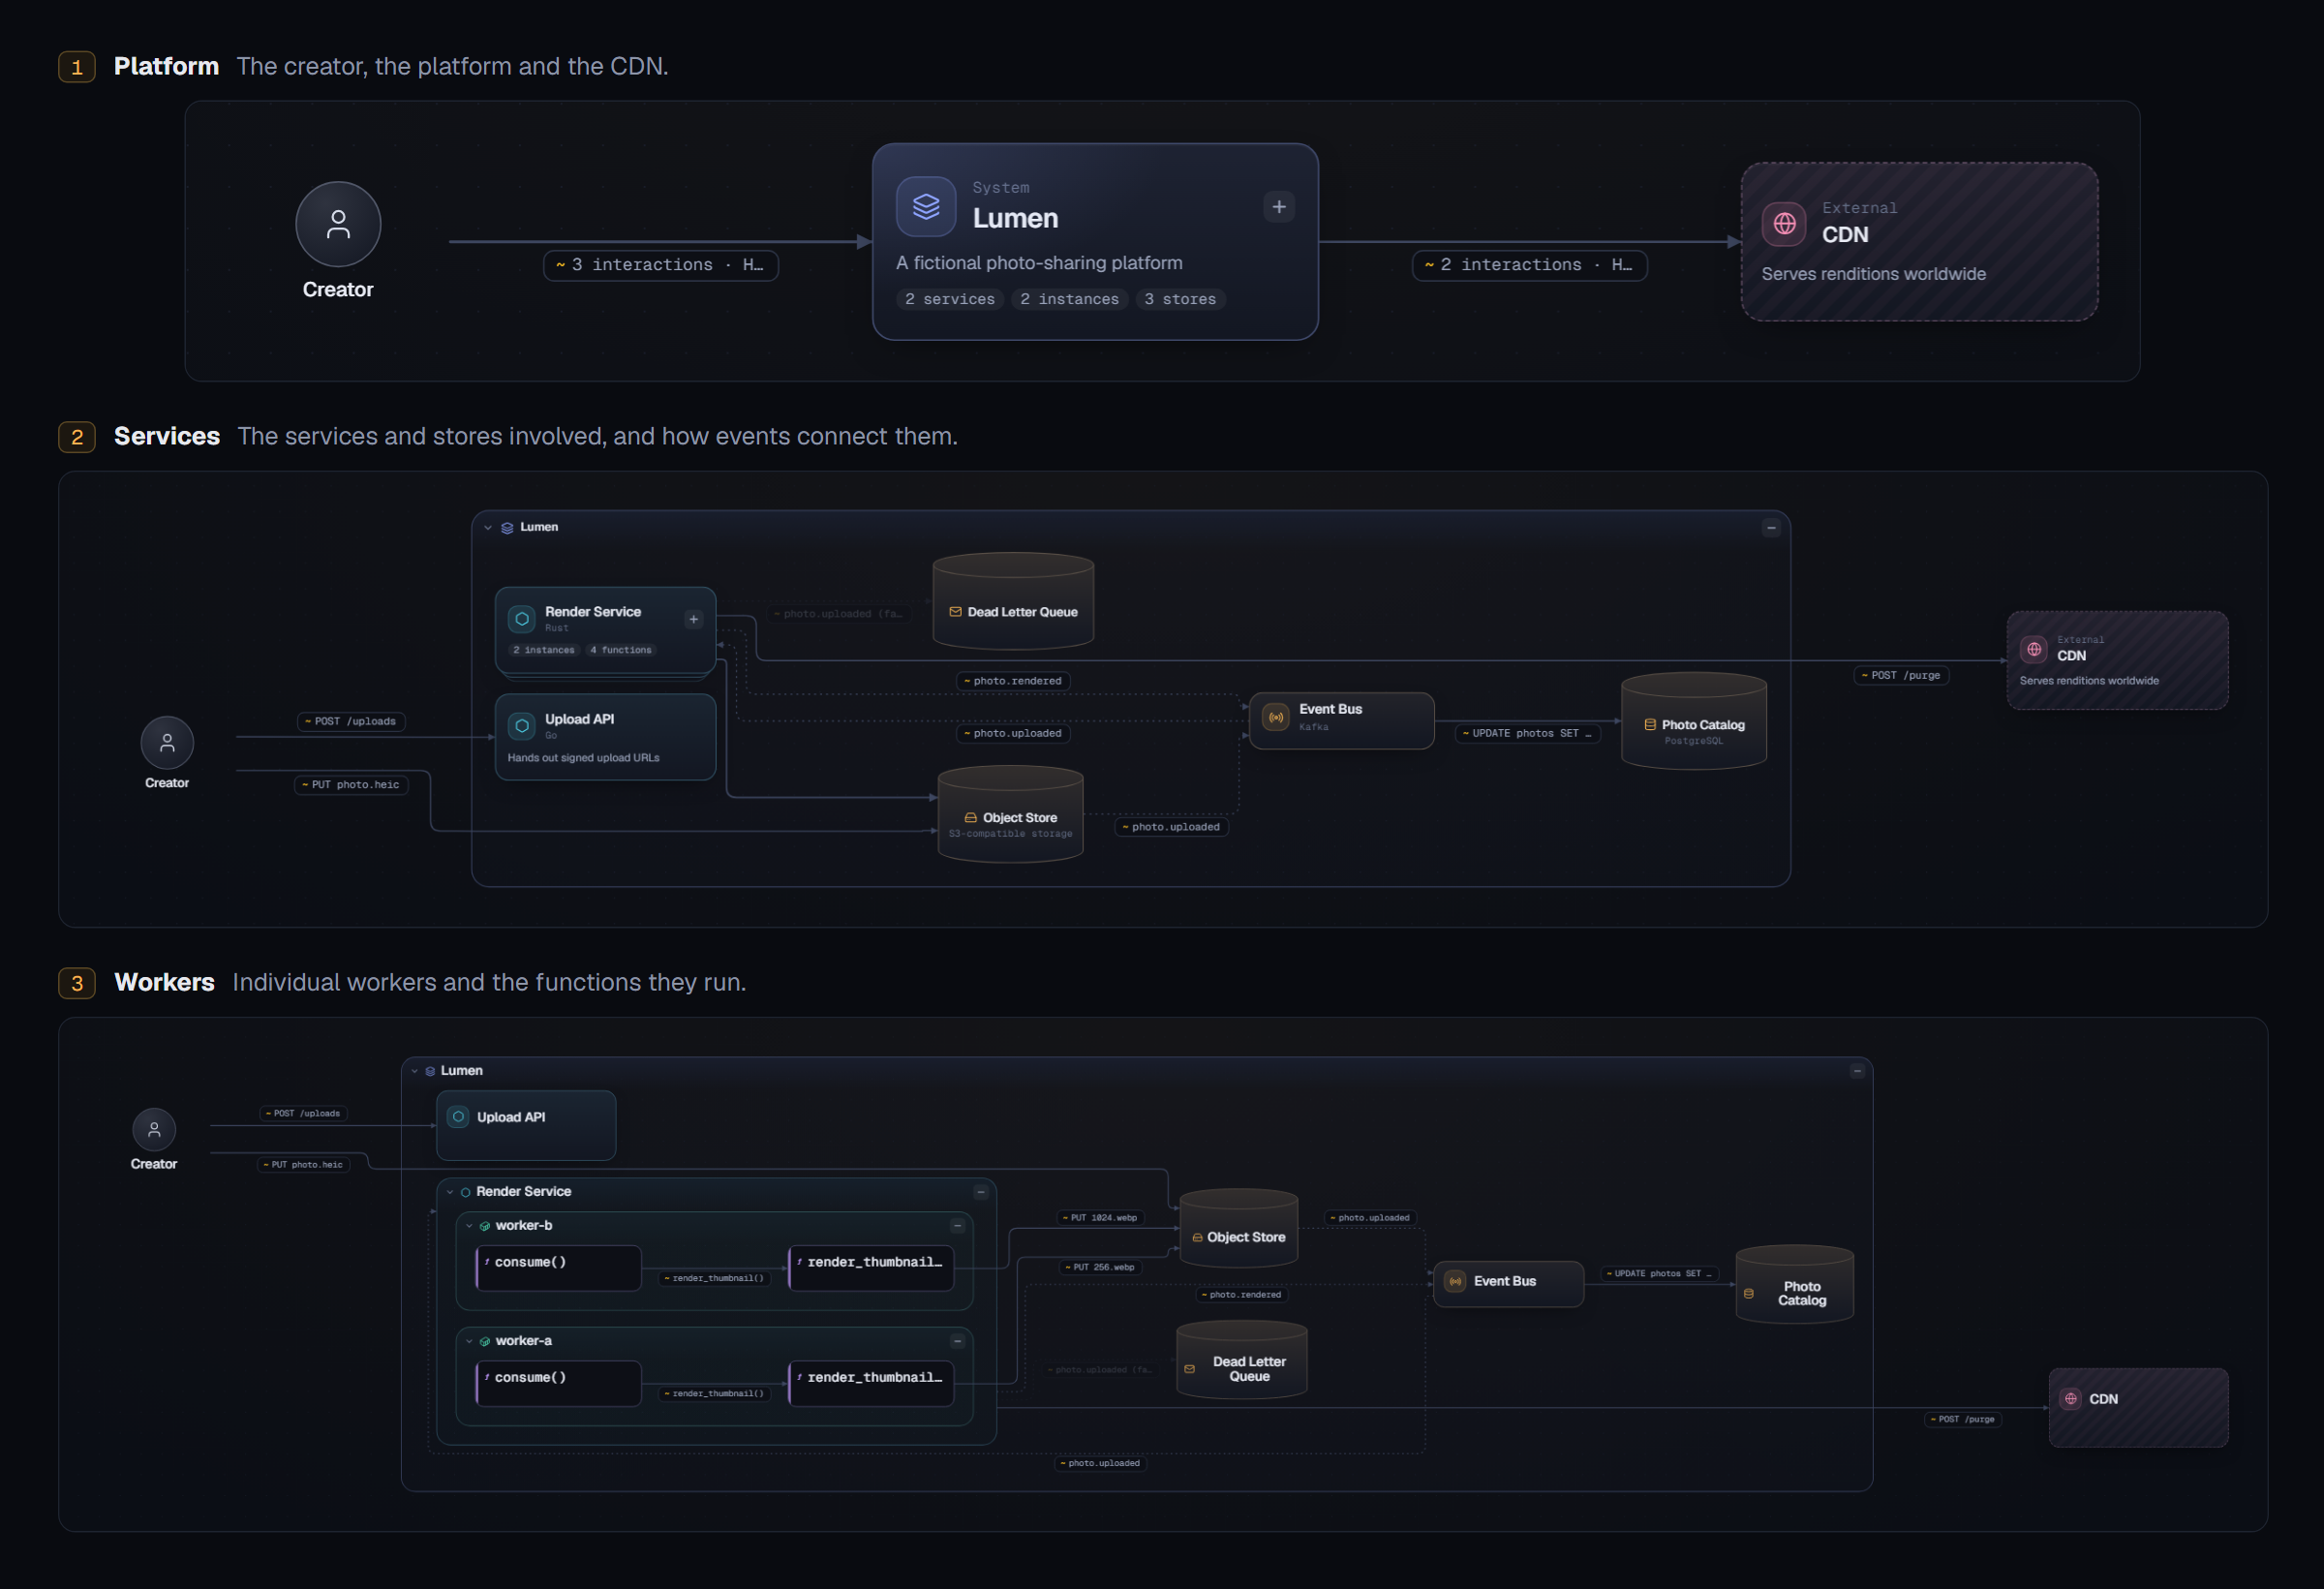 1 Platform The creator, the platform and the CDN.
Creator
~ 3 interactions · H…
System
Lumen
+
A fictional photo-sharing platform
2 services 2 instances 3 stores
~ 2 interactions · H…
External
CDN
Serves renditions worldwide
2 Services The services and stores involved, and how events connect them.
Lumen
Creator
~ POST /uploads
~ PUT photo.heic
Render Service
Rust
2 instances 4 functions
Upload API
Go
Hands out signed upload URLs
~ photo.uploaded (fa…
Dead Letter Queue
~ photo.rendered
~ photo.uploaded
Object Store
S3-compatible storage
~ photo.uploaded
Event Bus
Kafka
~ UPDATE photos SET …
Photo Catalog
PostgreSQL
~ POST /purge
External
CDN
Serves renditions worldwide
3 Workers Individual workers and the functions they run.
Lumen
Creator
~ POST /uploads
~ PUT photo.heic
Upload API
Render Service
worker-b
f consume()
~ render_thumbnail()
f render_thumbnail…
worker-a
f consume()
~ render_thumbnail()
f render_thumbnail…
~ PUT 1024.webp
~ PUT 256.webp
Object Store
~ photo.uploaded
~ photo.rendered
~ photo.uploaded (fa…
Dead Letter
Queue
~ photo.uploaded
Event Bus
~ UPDATE photos SET …
Photo
Catalog
~ POST /purge
CDN